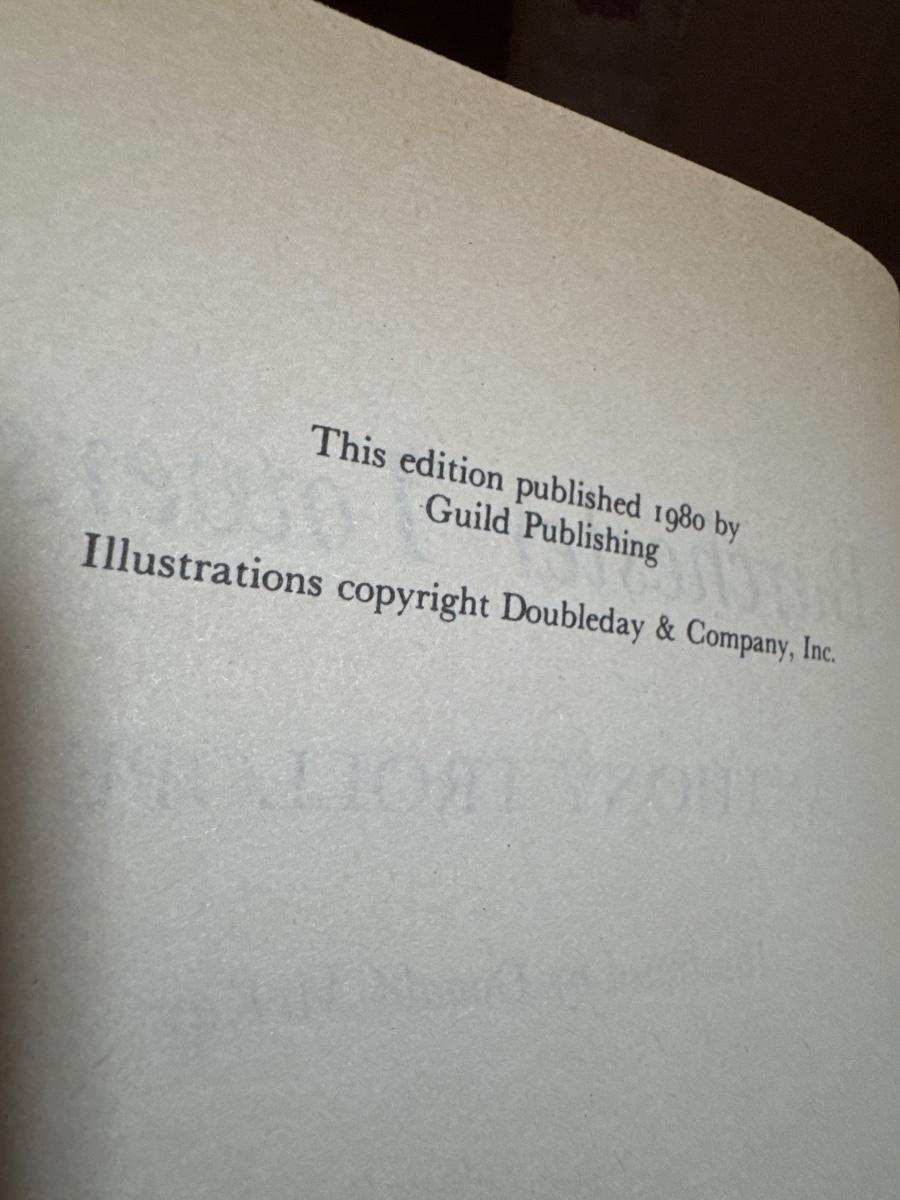 This edition published 1980 by
Guild Publishing
Illustrations copyright Doubleday & Company, Inc.